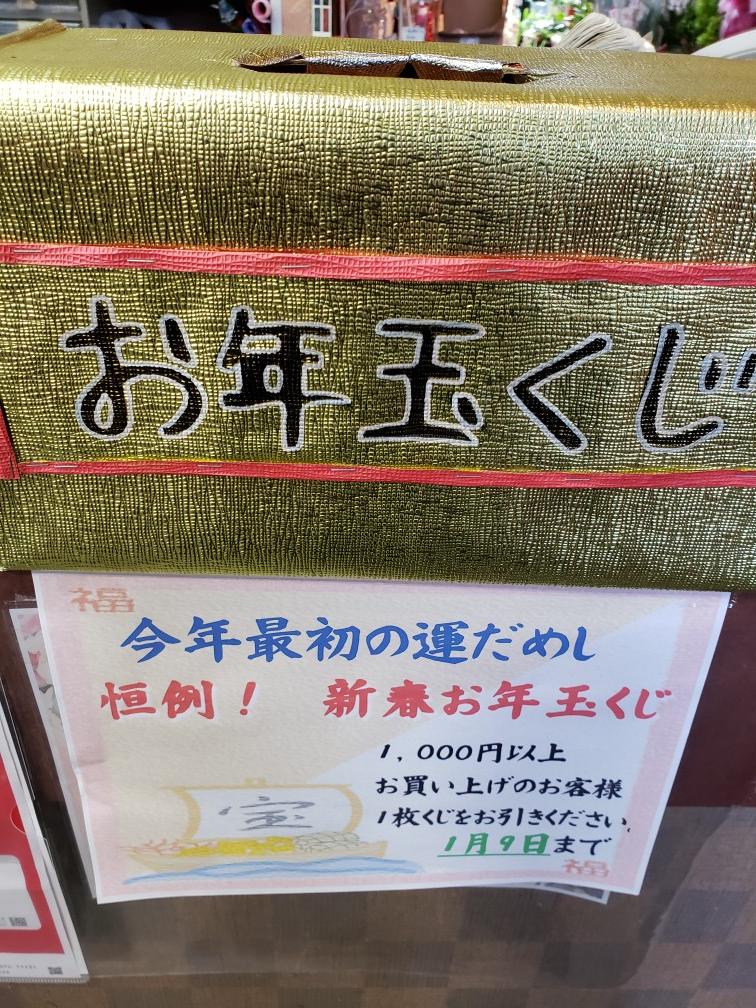 お年玉くじ
福
今年最初の運だめし
恒例！ 新春お年玉くじ
1，000円以上
お買い上げのお客様
1枚くじをお引きください。
1月9日まで
宝
福